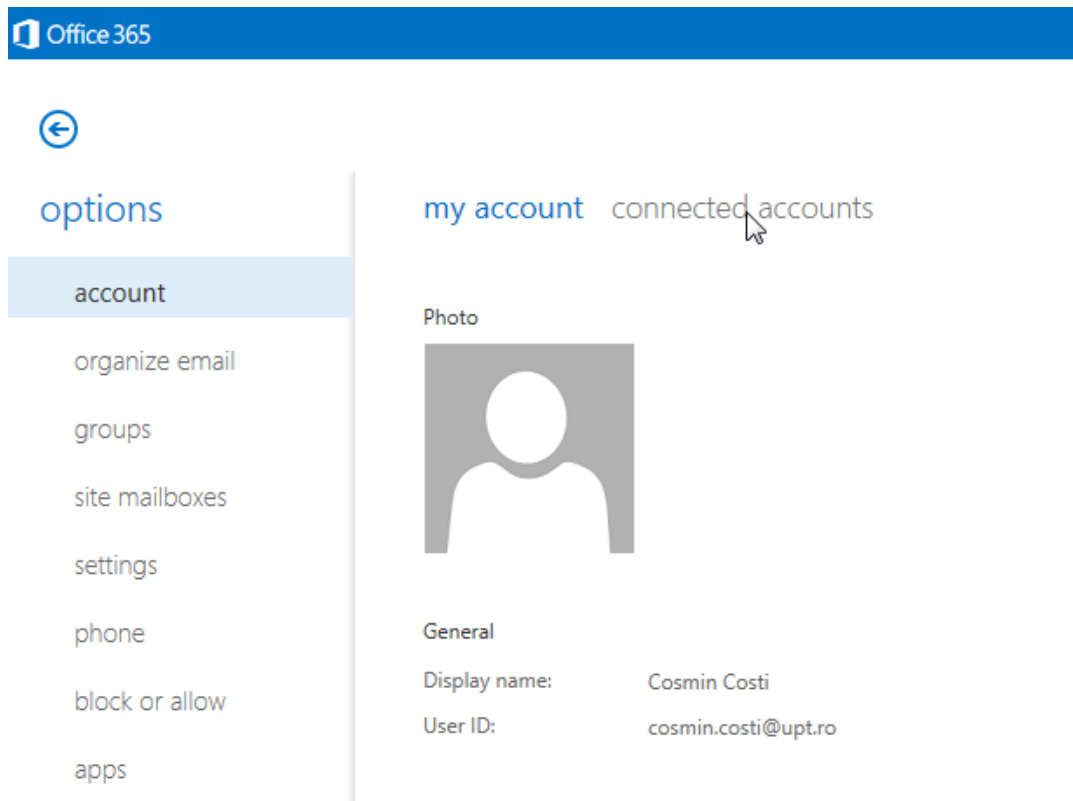 Office 365
options
account
organize email
groups
site mailboxes
settings
phone
block or allow
apps
my account connected accounts
Photo
General
Display name: Cosmin Costi
User ID: cosmin.costi@upt.ro